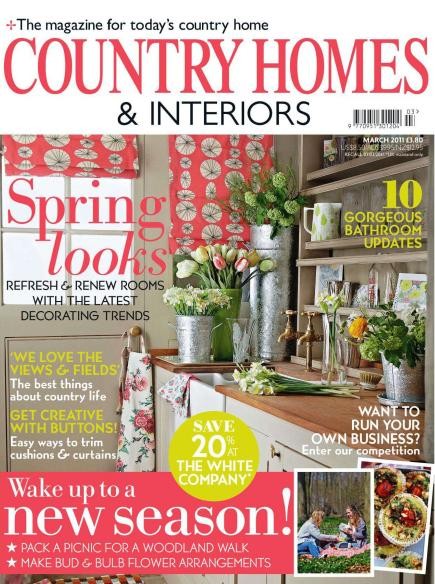 +The magazine for today's country home
COUNTRY HOMES
& INTERIORS
03>
9 770951 301204
MARCH 2011 £3.80
Spring
looks
REFRESH & RENEW ROOMS
WITH THE LATEST
DECORATING TRENDS
10
GORGEOUS
BATHROOM
UPDATES
'WE LOVE THE
VIEWS & FIELDS'
The best things
about country life
GET CREATIVE
WITH BUTTONS!
Easy ways to trim
cushions & curtains
SAVE
20% AT
THE WHITE
COMPANY*
WANT TO
RUN YOUR
OWN BUSINESS?
Enter our competition
Wake up to a
new season!
★ PACK A PICNIC FOR A WOODLAND WALK
★ MAKE BUD & BULB FLOWER ARRANGEMENTS